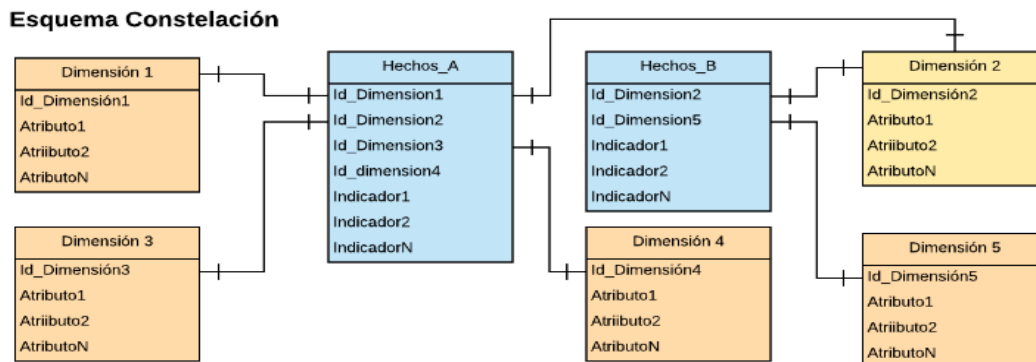 Esquema Constelación
Dimensión 1
Id_Dimensión1
Atributo1
Atriibuto2
AtributoN
Hechos_A
Id_Dimension1
Id_Dimension2
Id_Dimension3
Id_dimension4
Indicador1
Indicador2
IndicadorN
Hechos_B
Id_Dimension2
Id_Dimension5
Indicador1
Indicador2
IndicadorN
Dimensión 2
Id_Dimensión2
Atributo1
Atriibuto2
AtributoN
Dimensión 3
Id_Dimensión3
Atributo1
Atriibuto2
AtributoN
Dimensión 4
Id_Dimensión4
Atributo1
Atriibuto2
AtributoN
Dimensión 5
Id_Dimensión5
Atributo1
Atriibuto2
AtributoN